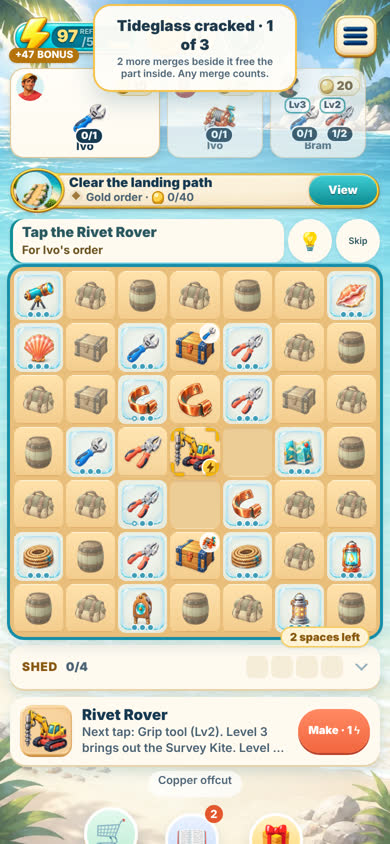 Tideglass cracked · 1
of 3
2 more merges beside it free the
part inside. Any merge counts.
97
+47 BONUS
20
Lv3
Lv2
0/1
0/1
0/1
1/2
Ivo
Ivo
Bram
Clear the landing path
Gold order · 0/40
View
Tap the Rivet Rover
For Ivo's order
Skip
2 spaces left
SHED 0/4
Rivet Rover
Next tap: Grip tool (Lv2). Level 3
brings out the Survey Kite. Level ...
Make · 1
Copper offcut
2